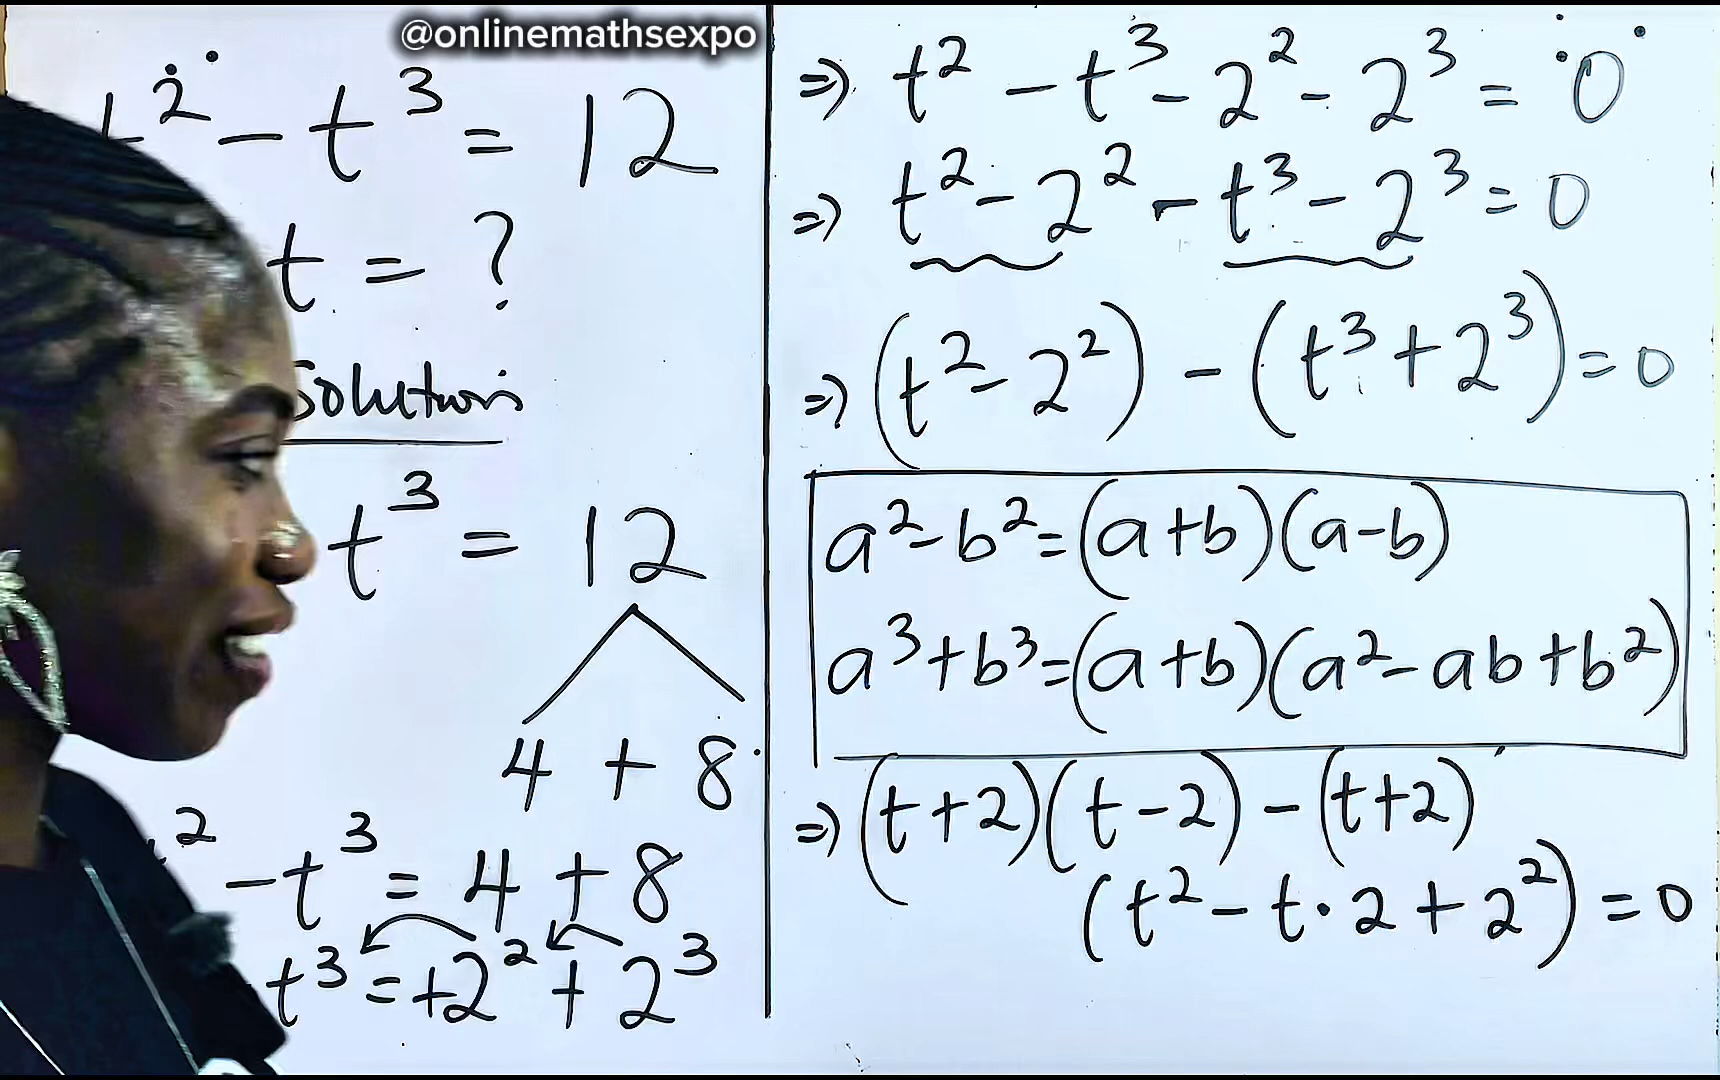 @onlinemathsexpo
t² - t³ = 12
t = ?
Solution
t³ = 12
4 + 8
² - t³ = 4 + 8
t³ = +2² + 2³
⇒ t² - t³ - 2² - 2³ = 0
⇒ t² - 2² - t³ - 2³ = 0
⇒ (t² - 2²) - (t³ + 2³) = 0
a² - b² = (a+b)(a-b)
a³ + b³ = (a+b)(a² - ab + b²)
⇒ (t+2)(t-2) - (t+2)
(t² - t·2 + 2²) = 0